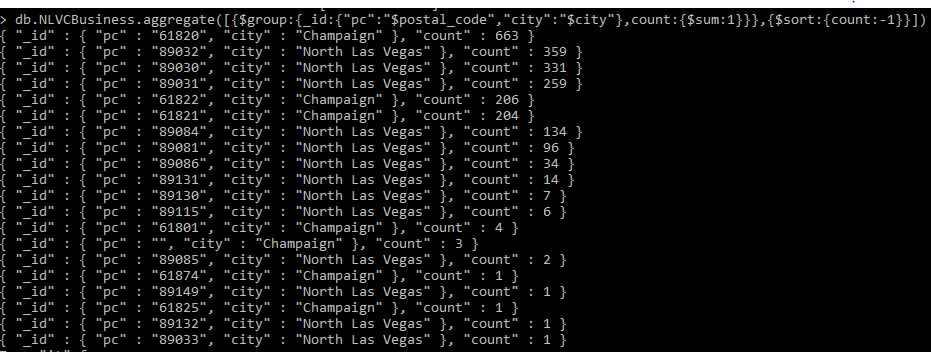 > db.NLVCBusiness.aggregate([{$group:{_id:{"pc":"$postal_code","city":"$city"},count:{$sum:1}}},{$sort:{count:-1}}])
{ "_id" : { "pc" : "61820", "city" : "Champaign" }, "count" : 663 }
{ "_id" : { "pc" : "89032", "city" : "North Las Vegas" }, "count" : 359 }
{ "_id" : { "pc" : "89030", "city" : "North Las Vegas" }, "count" : 331 }
{ "_id" : { "pc" : "89031", "city" : "North Las Vegas" }, "count" : 259 }
{ "_id" : { "pc" : "61822", "city" : "Champaign" }, "count" : 206 }
{ "_id" : { "pc" : "61821", "city" : "Champaign" }, "count" : 204 }
{ "_id" : { "pc" : "89084", "city" : "North Las Vegas" }, "count" : 134 }
{ "_id" : { "pc" : "89081", "city" : "North Las Vegas" }, "count" : 96 }
{ "_id" : { "pc" : "89086", "city" : "North Las Vegas" }, "count" : 34 }
{ "_id" : { "pc" : "89131", "city" : "North Las Vegas" }, "count" : 14 }
{ "_id" : { "pc" : "89130", "city" : "North Las Vegas" }, "count" : 7 }
{ "_id" : { "pc" : "89115", "city" : "North Las Vegas" }, "count" : 6 }
{ "_id" : { "pc" : "61801", "city" : "Champaign" }, "count" : 4 }
{ "_id" : { "pc" : "", "city" : "Champaign" }, "count" : 3 }
{ "_id" : { "pc" : "89085", "city" : "North Las Vegas" }, "count" : 2 }
{ "_id" : { "pc" : "61874", "city" : "Champaign" }, "count" : 1 }
{ "_id" : { "pc" : "89149", "city" : "North Las Vegas" }, "count" : 1 }
{ "_id" : { "pc" : "61825", "city" : "Champaign" }, "count" : 1 }
{ "_id" : { "pc" : "89132", "city" : "North Las Vegas" }, "count" : 1 }
{ "_id" : { "pc" : "89033", "city" : "North Las Vegas" }, "count" : 1 }